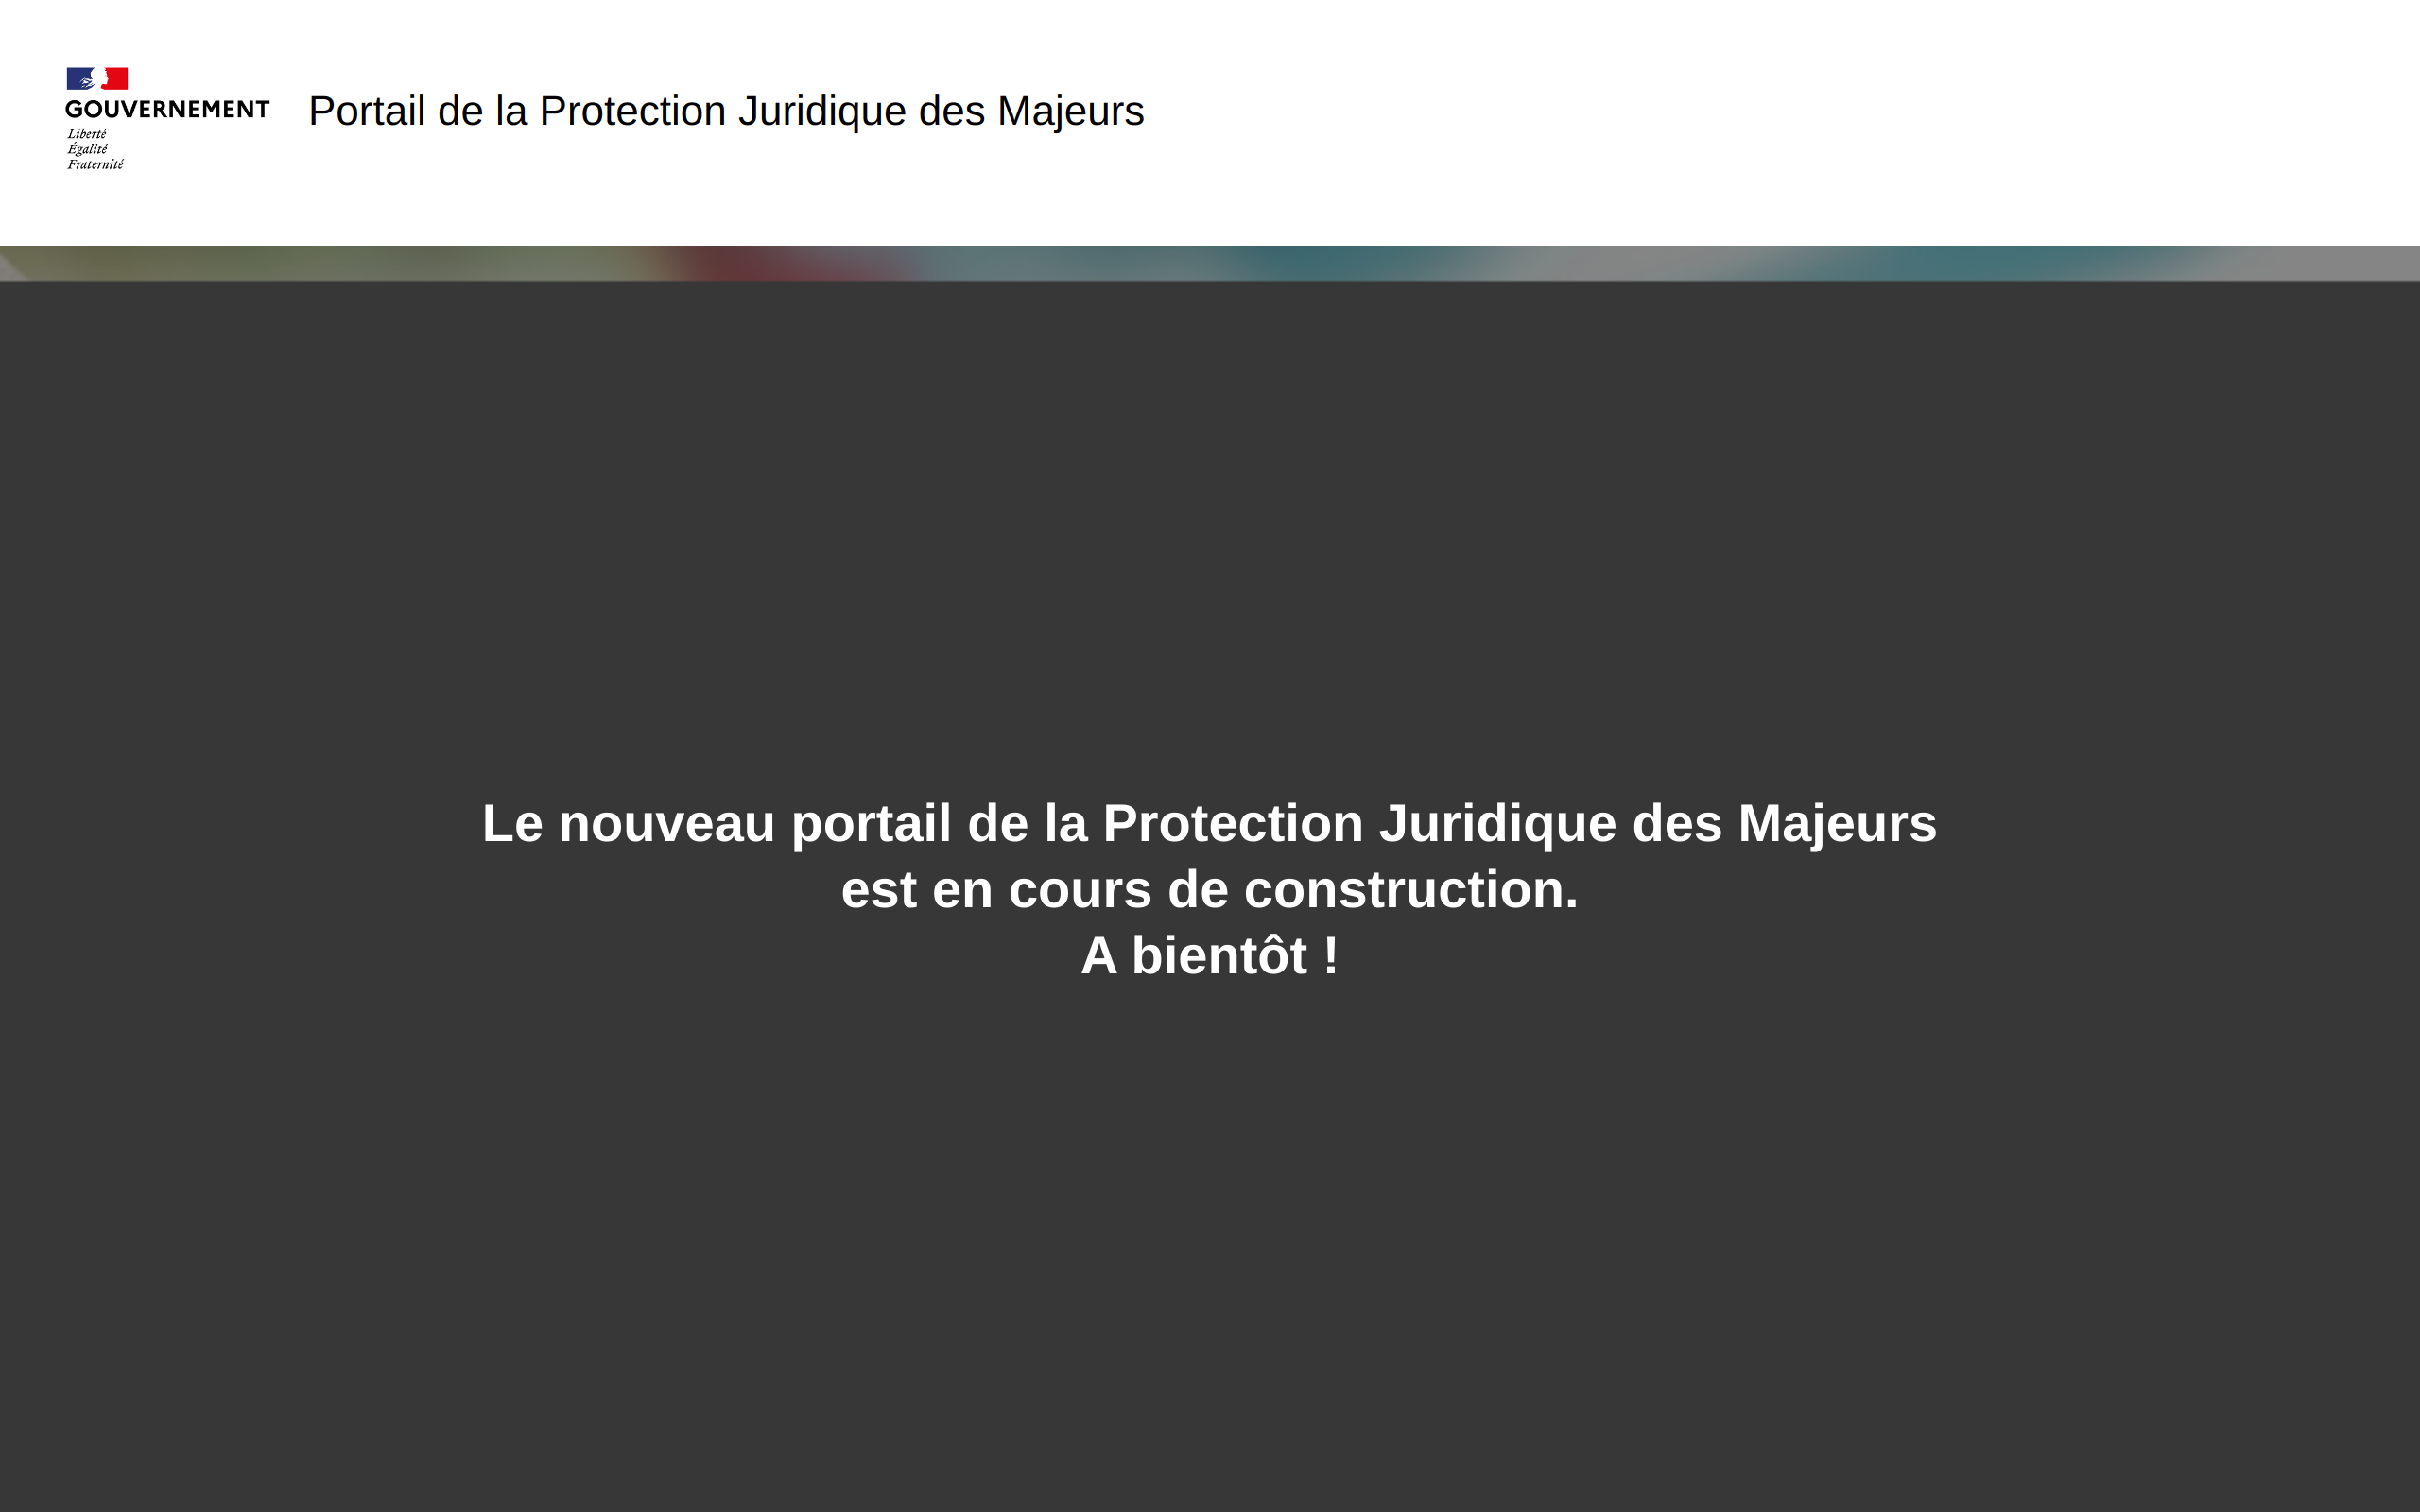 GOUVERNEMENT
Liberté
Égalité
Fraternité
Portail de la Protection Juridique des Majeurs
Le nouveau portail de la Protection Juridique des Majeurs
est en cours de construction.
A bientôt !